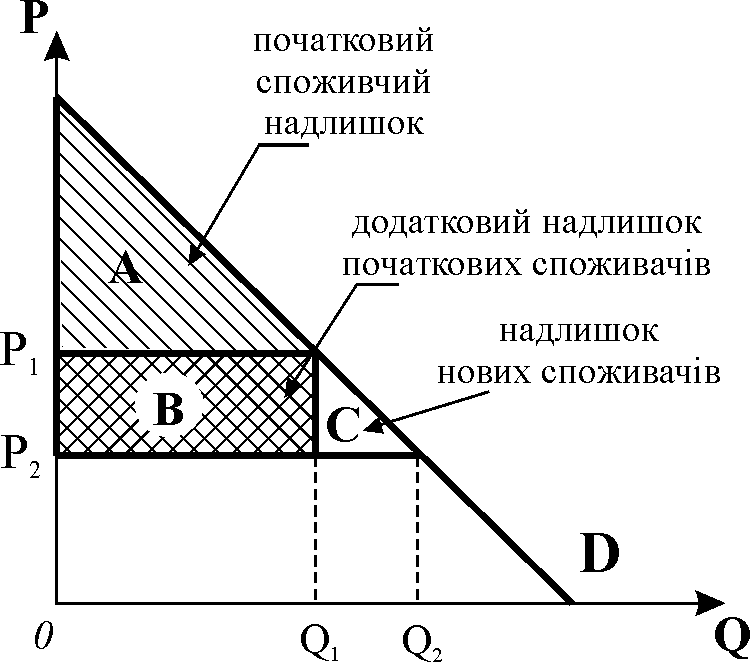 P
початковий
споживчий
надлишок
додатковий надлишок
початкових споживачів
A
надлишок
нових споживачів
P1
B
C
P2
D
0
Q1
Q2
Q